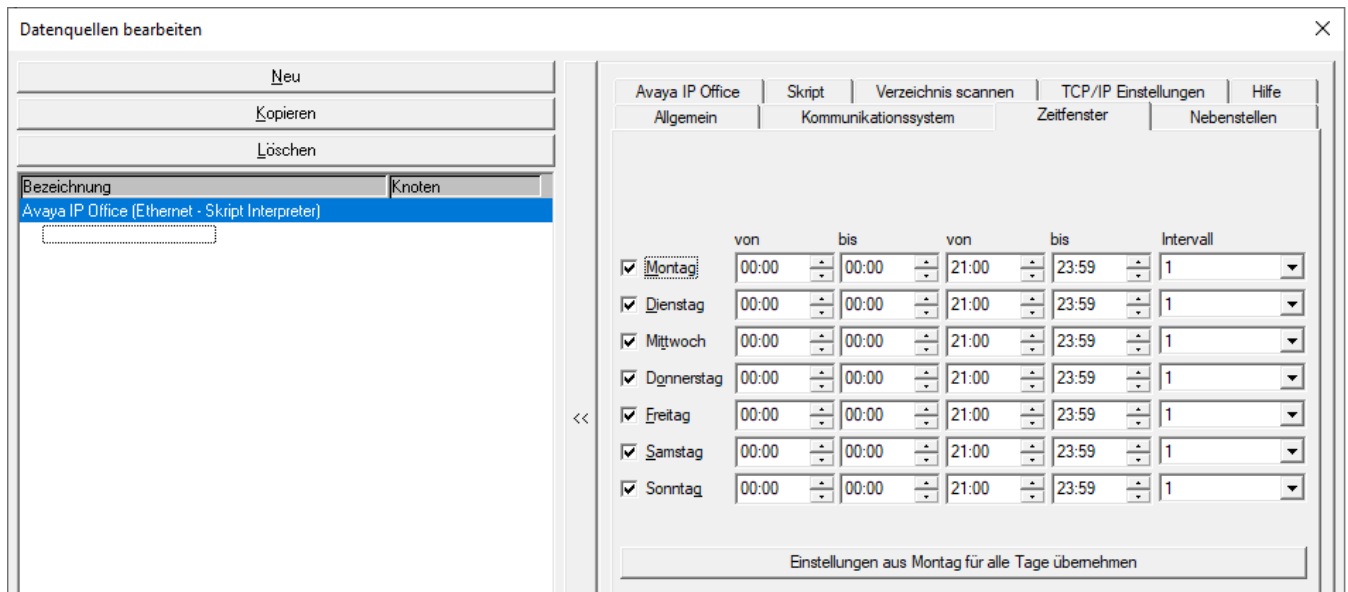 Datenquellen bearbeiten
Neu
Kopieren
Löschen
Bezeichnung Knoten
Avaya IP Office (Ethernet - Skript Interpreter)
<<
Avaya IP Office Skript Verzeichnis scannen TCP/IP Einstellungen Hilfe
Allgemein Kommunikationssystem Zeitfenster Nebenstellen
von bis von bis Intervall
Montag 00:00 00:00 21:00 23:59 1
Dienstag 00:00 00:00 21:00 23:59 1
Mittwoch 00:00 00:00 21:00 23:59 1
Donnerstag 00:00 00:00 21:00 23:59 1
Freitag 00:00 00:00 21:00 23:59 1
Samstag 00:00 00:00 21:00 23:59 1
Sonntag 00:00 00:00 21:00 23:59 1
Einstellungen aus Montag für alle Tage übernehmen